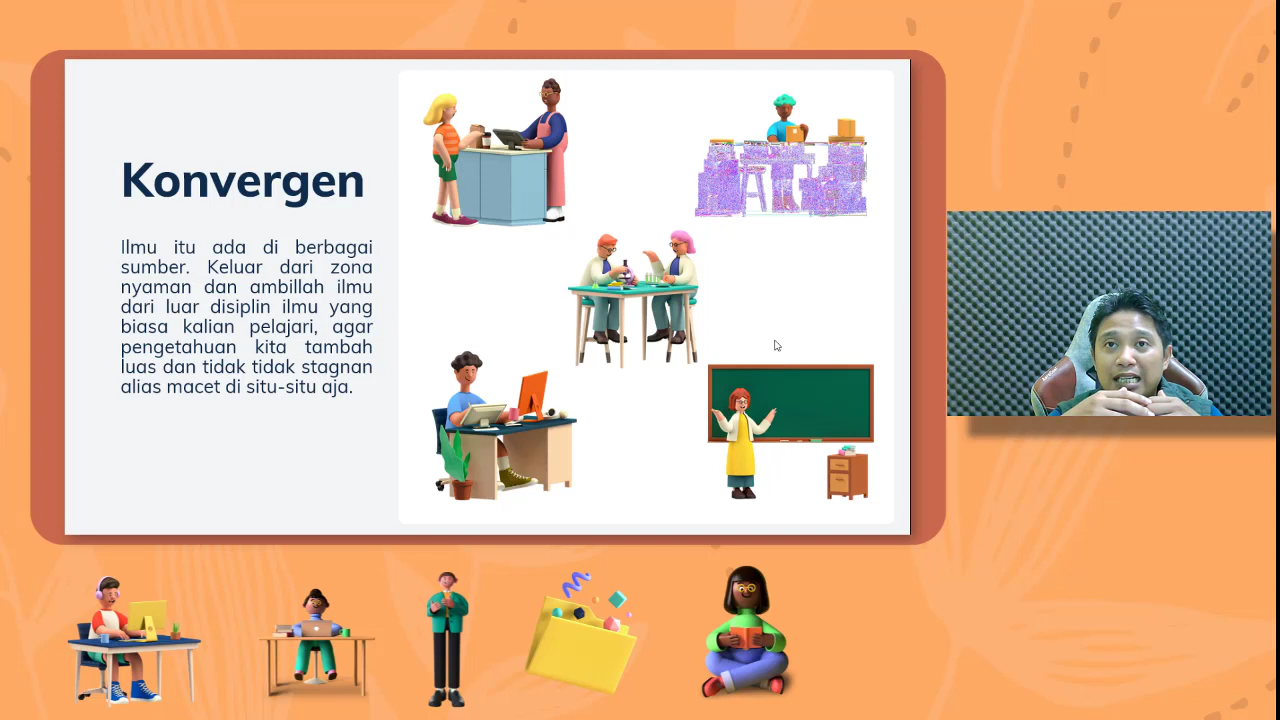 Konvergen
Ilmu itu ada di berbagai
sumber. Keluar dari zona
nyaman dan ambillah ilmu
dari luar disiplin ilmu yang
biasa kalian pelajari, agar
pengetahuan kita tambah
luas dan tidak tidak stagnan
alias macet di situ-situ aja.